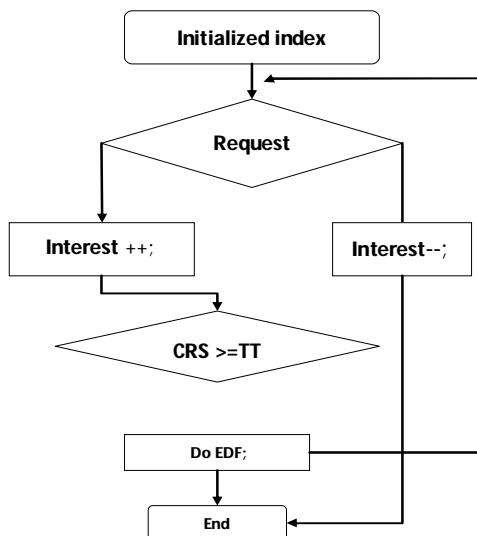 Initialized index
Request
Interest ++;
Interest--;
CRS >=TT
Do EDF;
End